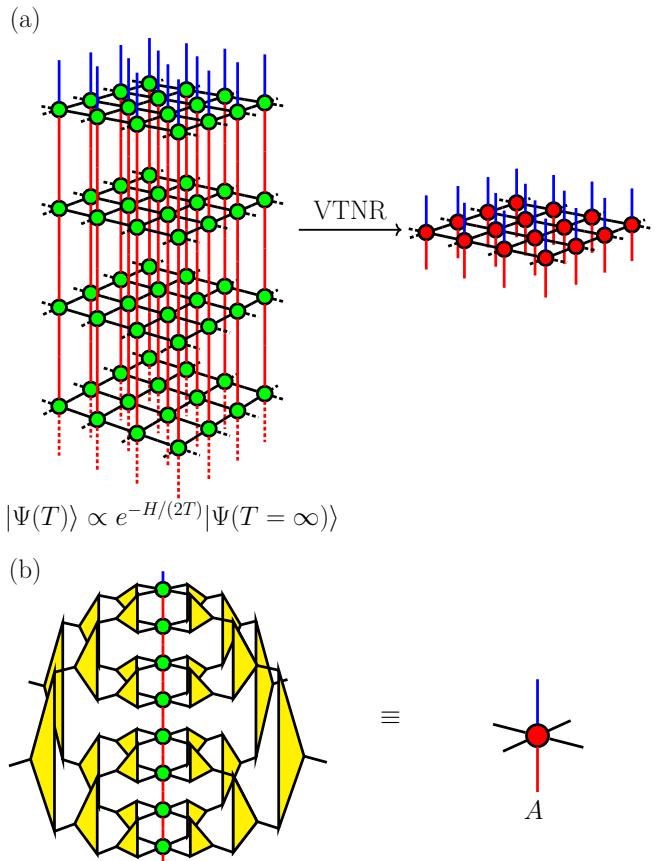 (a)
VTNR
|Ψ(T)⟩ ∝ e^{-H/(2T)}|Ψ(T = ∞)⟩
(b)
≡
A